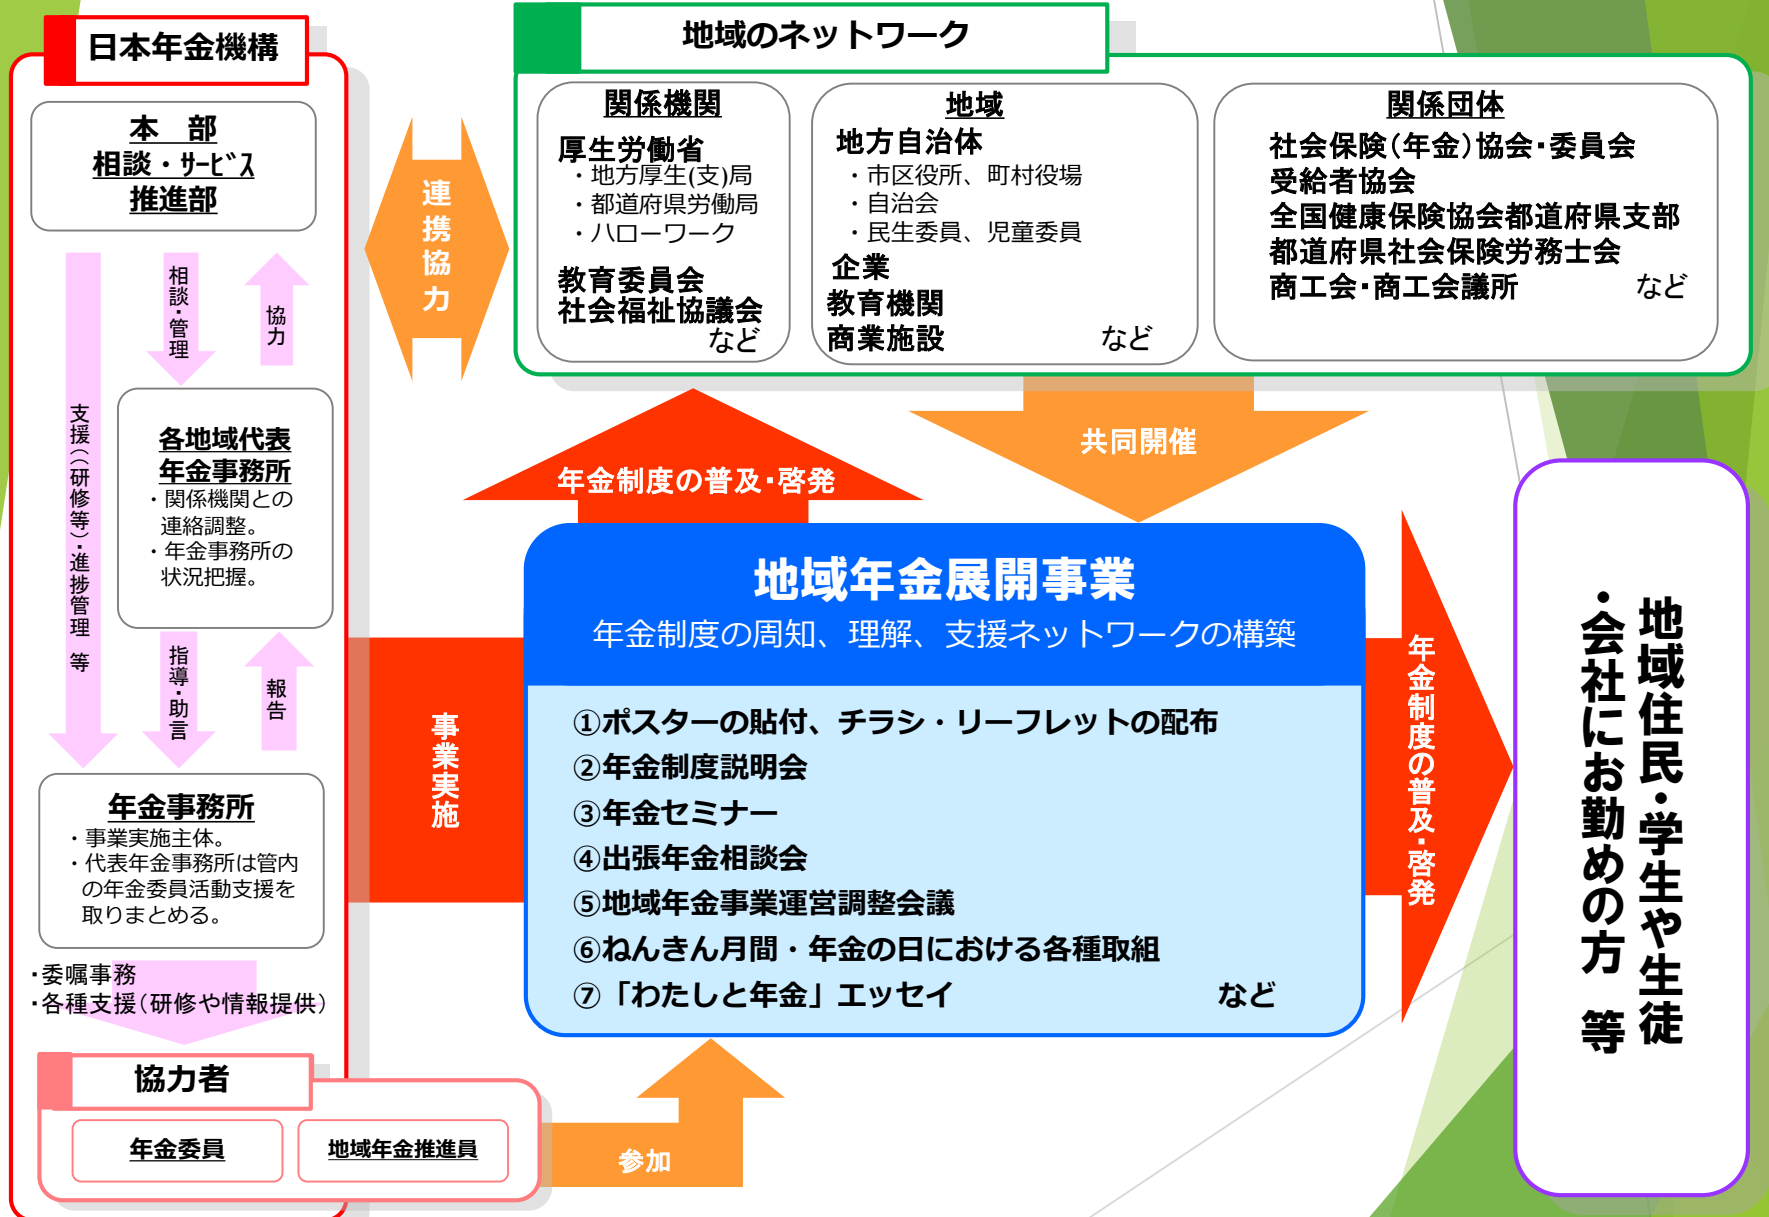 日本年金機構
本　部
相談・ｻｰﾋﾞｽ
推進部
相談・管理
協力
支援（（研修等）・進捗管理　等
各地域代表
年金事務所
・関係機関との
連絡調整。
・年金事務所の
状況把握。
指導・助言
報告
年金事務所
・事業実施主体。
・代表年金事務所は管内
の年金委員活動支援を
取りまとめる。
・委嘱事務
・各種支援（研修や情報提供）
協力者
年金委員
地域年金推進員
連携協力
地域のネットワーク
関係機関
厚生労働省
・地方厚生(支)局
・都道府県労働局
・ハローワーク
教育委員会
社会福祉協議会
など
地域
地方自治体
・市区役所、町村役場
・自治会
・民生委員、児童委員
企業
教育機関
商業施設　など
関係団体
社会保険（年金）協会・委員会
受給者協会
全国健康保険協会都道府県支部
都道府県社会保険労務士会
商工会・商工会議所　など
年金制度の普及・啓発
共同開催
事業実施
地域年金展開事業
年金制度の周知、理解、支援ネットワークの構築
①ポスターの貼付、チラシ・リーフレットの配布
②年金制度説明会
③年金セミナー
④出張年金相談会
⑤地域年金事業運営調整会議
⑥ねんきん月間・年金の日における各種取組
⑦「わたしと年金」エッセイ　など
参加
年金制度の普及・啓発
地域住民・学生や生徒
・会社にお勤めの方　等